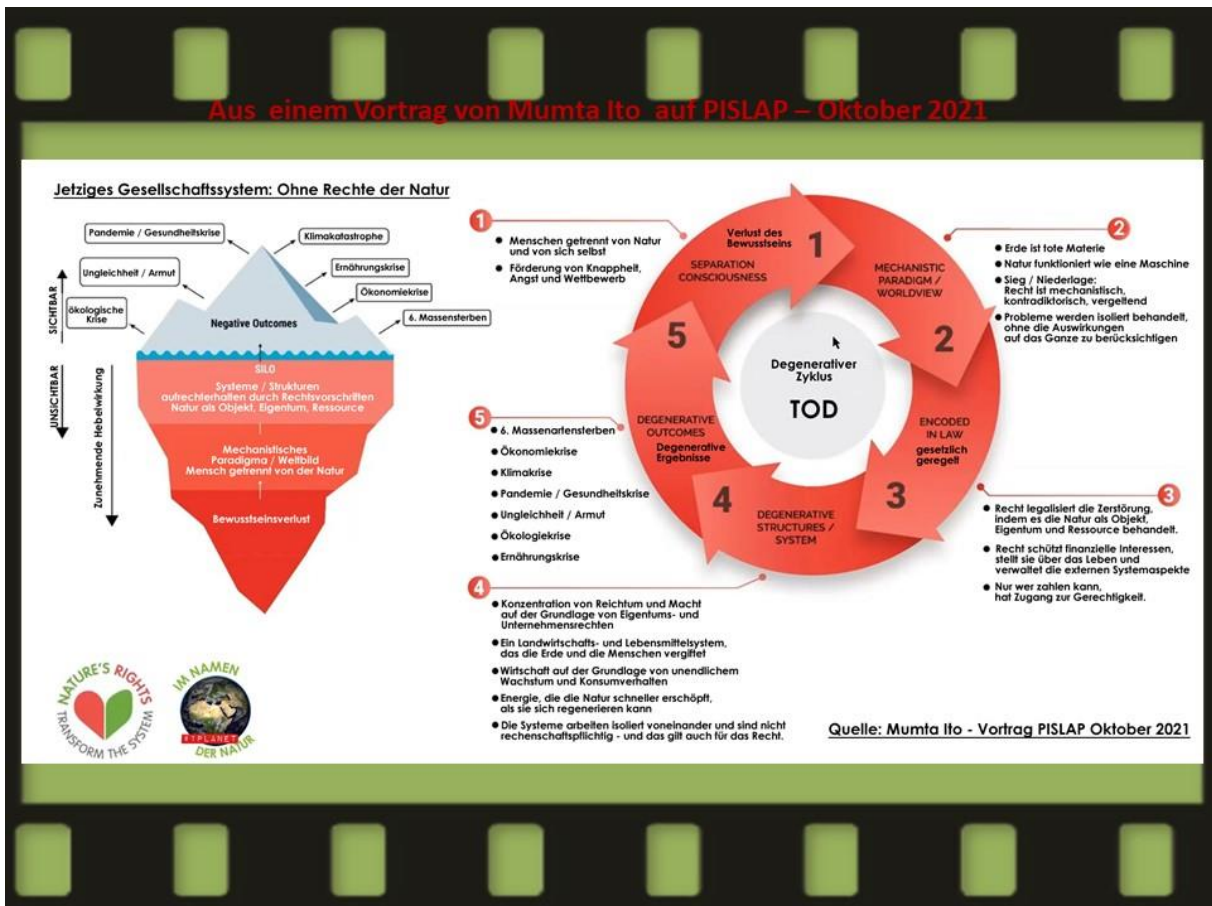 Aus einem Vortrag von Mumta Ito auf PISLAP – Oktober 2021
Jetziges Gesellschaftssystem: Ohne Rechte der Natur
Pandemie / Gesundheitskrise
Klimakatastrophe
Ungleichheit / Armut
Ernährungskrise
Ökonomiekrise
ökologische
Krise
6. Massensterben
Negative Outcomes
SICHTBAR
UNSICHTBAR
Zunehmende Hebelwirkung
SILO
Systeme / Strukturen
aufrechterhalten durch Rechtsvorschriften
Natur als Objekt, Eigentum, Ressource
Mechanistisches
Paradigma / Weltbild
Mensch getrennt von der Natur
Bewusstseinsverlust
NATURE'S RIGHTS
TRANSFORM THE SYSTEM
IM NAMEN
#1PLANET
DER NATUR
1
Menschen getrennt von Natur
und von sich selbst
Förderung von Knappheit,
Angst und Wettbewerb
Verlust des
Bewusstseins
SEPARATION
CONSCIOUSNESS
1
MECHANISTIC
PARADIGM /
WORLDVIEW
2
ENCODED
IN LAW
gesetzlich
geregelt
3
DEGENERATIVE
STRUCTURES /
SYSTEM
4
DEGENERATIVE
OUTCOMES
Degenerative
Ergebnisse
5
Degenerativer
Zyklus
TOD
2
Erde ist tote Materie
Natur funktioniert wie eine Maschine
Sieg / Niederlage:
Recht ist mechanistisch,
kontradiktorisch, vergeltend
Probleme werden isoliert behandelt,
ohne die Auswirkungen
auf das Ganze zu berücksichtigen
3
Recht legalisiert die Zerstörung,
indem es die Natur als Objekt,
Eigentum und Ressource behandelt.
Recht schützt finanzielle Interessen,
stellt sie über das Leben und
verwaltet die externen Systemaspekte
Nur wer zahlen kann,
hat Zugang zur Gerechtigkeit.
5
6. Massenartensterben
Ökonomiekrise
Klimakrise
Pandemie / Gesundheitskrise
Ungleichheit / Armut
Ökologiekrise
Ernährungskrise
4
Konzentration von Reichtum und Macht
auf der Grundlage von Eigentums- und
Unternehmensrechten
Ein Landwirtschafts- und Lebensmittelsystem,
das die Erde und die Menschen vergiftet
Wirtschaft auf der Grundlage von unendlichem
Wachstum und Konsumverhalten
Energie, die die Natur schneller erschöpft,
als sie sich regenerieren kann
Die Systeme arbeiten isoliert voneinander und sind nicht
rechenschaftspflichtig - und das gilt auch für das Recht.
Quelle: Mumta Ito - Vortrag PISLAP Oktober 2021